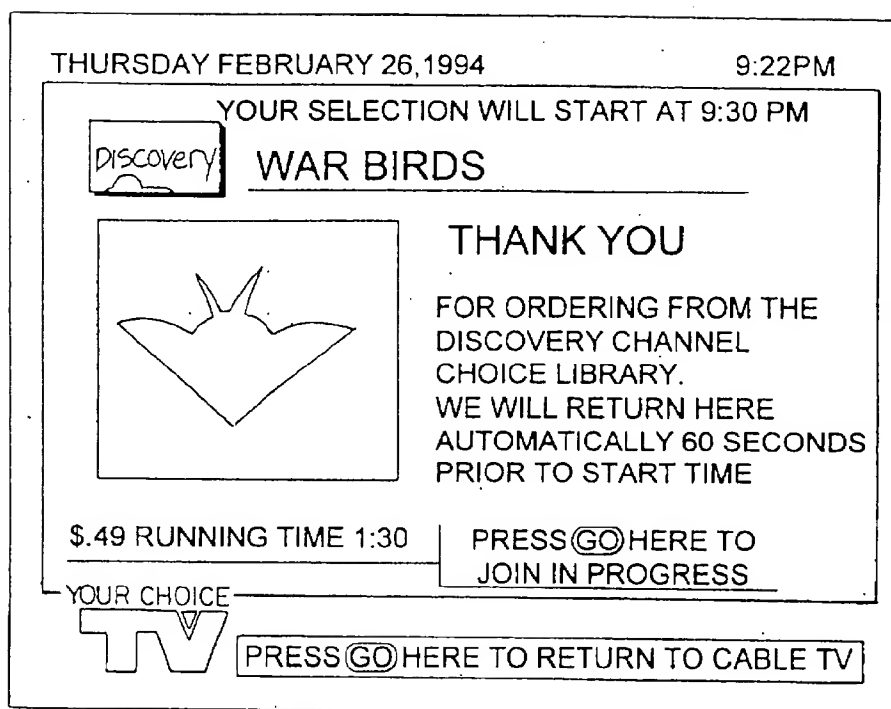 THURSDAY FEBRUARY 26,1994 9:22PM
YOUR SELECTION WILL START AT 9:30 PM
Discovery
WAR BIRDS
THANK YOU
FOR ORDERING FROM THE
DISCOVERY CHANNEL
CHOICE LIBRARY.
WE WILL RETURN HERE
AUTOMATICALLY 60 SECONDS
PRIOR TO START TIME
$.49 RUNNING TIME 1:30
PRESS GO HERE TO
JOIN IN PROGRESS
YOUR CHOICE
TV
PRESS GO HERE TO RETURN TO CABLE TV